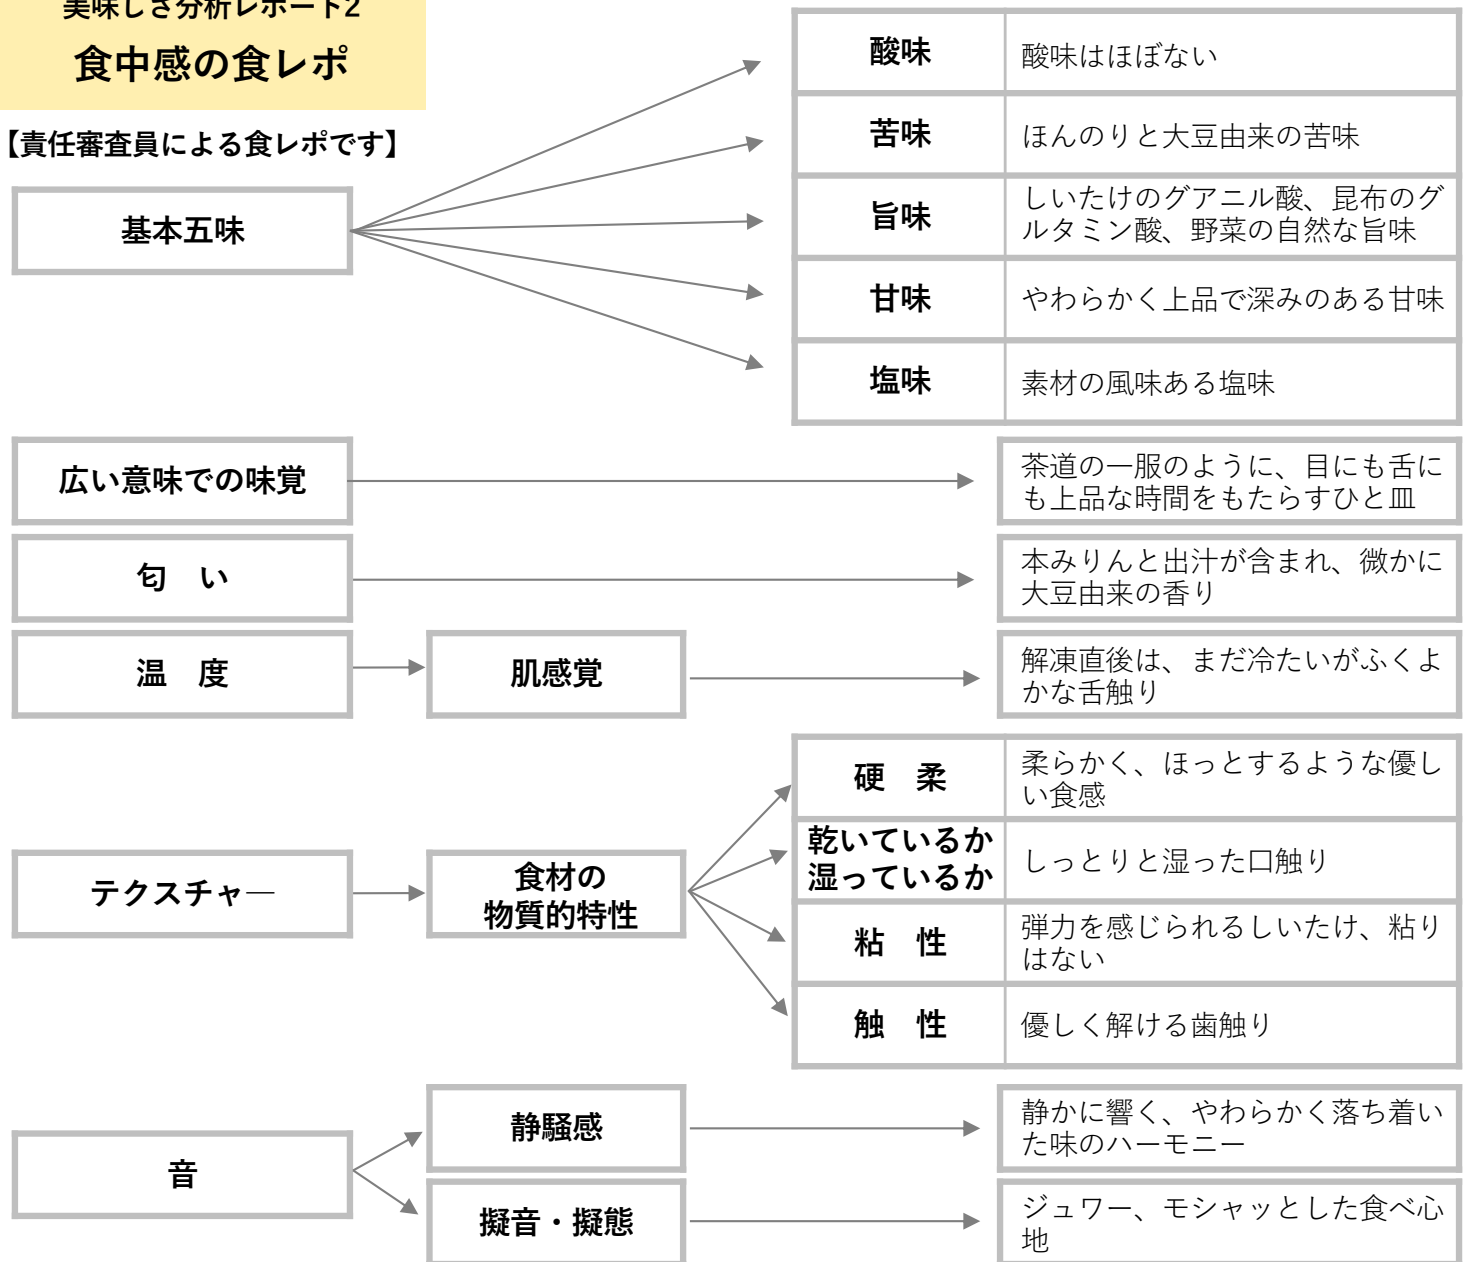 美味しさ分析レポート2
食中感の食レポ
【責任審査員による食レポです】
基本五味
酸味
酸味はほぼない
苦味
ほんのりと大豆由来の苦味
旨味
しいたけのグアニル酸、昆布のグ
ルタミン酸、野菜の自然な旨味
甘味
やわらかく上品で深みのある甘味
塩味
素材の風味ある塩味
広い意味での味覚
茶道の一服のように、目にも舌に
も上品な時間をもたらすひと皿
匂　い
本みりんと出汁が含まれ、微かに
大豆由来の香り
温　度
肌感覚
解凍直後は、まだ冷たいがふくよ
かな舌触り
テクスチャ―
食材の
物質的特性
硬　柔
柔らかく、ほっとするような優し
い食感
乾いているか
湿っているか
しっとりと湿った口触り
粘　性
弾力を感じられるしいたけ、粘り
はない
触　性
優しく解ける歯触り
音
静騒感
静かに響く、やわらかく落ち着い
た味のハーモニー
擬音・擬態
ジュワー、モシャッとした食べ心
地